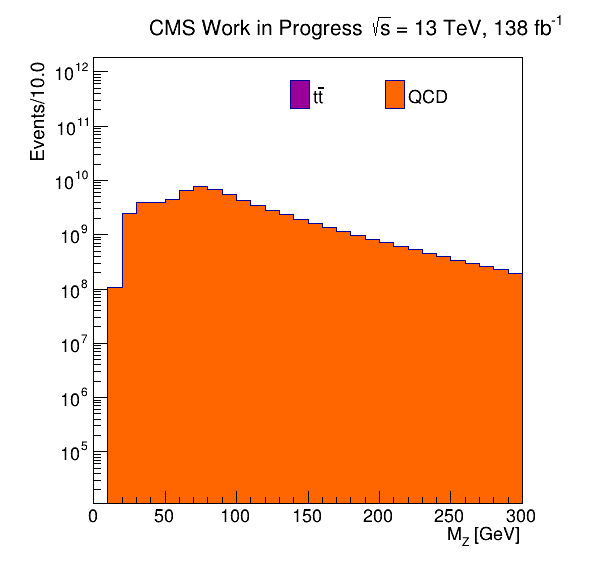 CMS Work in Progress √s = 13 TeV, 138 fb⁻¹
Events/10.0
tt̄
QCD
10¹²
10¹¹
10¹⁰
10⁹
10⁸
10⁷
10⁶
10⁵
0 50 100 150 200 250 300
M_Z [GeV]